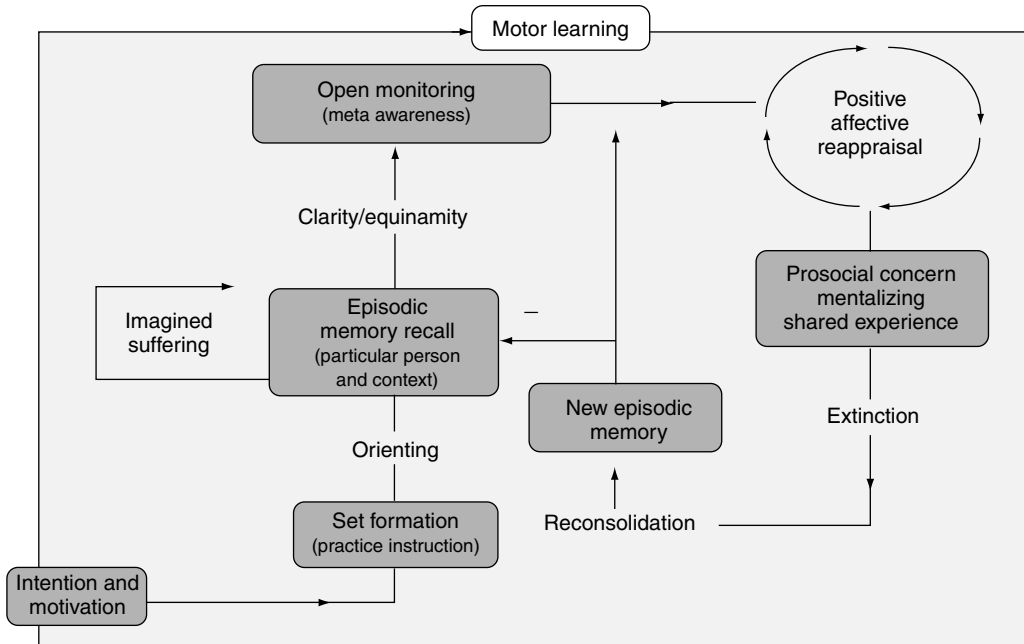 Motor learning
Open monitoring
(meta awareness)
Positive
affective
reappraisal
Clarity/equinamity
Prosocial concern
mentalizing
shared experience
Imagined
suffering
Episodic
memory recall
(particular person
and context)
–
New episodic
memory
Extinction
Orienting
Set formation
(practice instruction)
Reconsolidation
Intention and
motivation